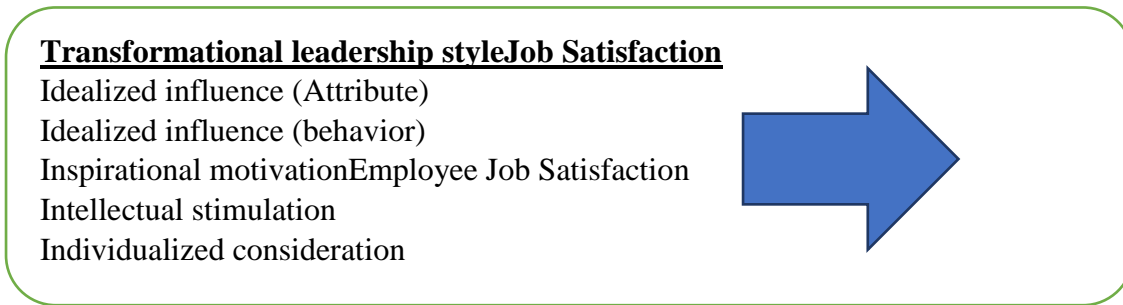 Transformational leadership styleJob Satisfaction
Idealized influence (Attribute)
Idealized influence (behavior)
Inspirational motivationEmployee Job Satisfaction
Intellectual stimulation
Individualized consideration